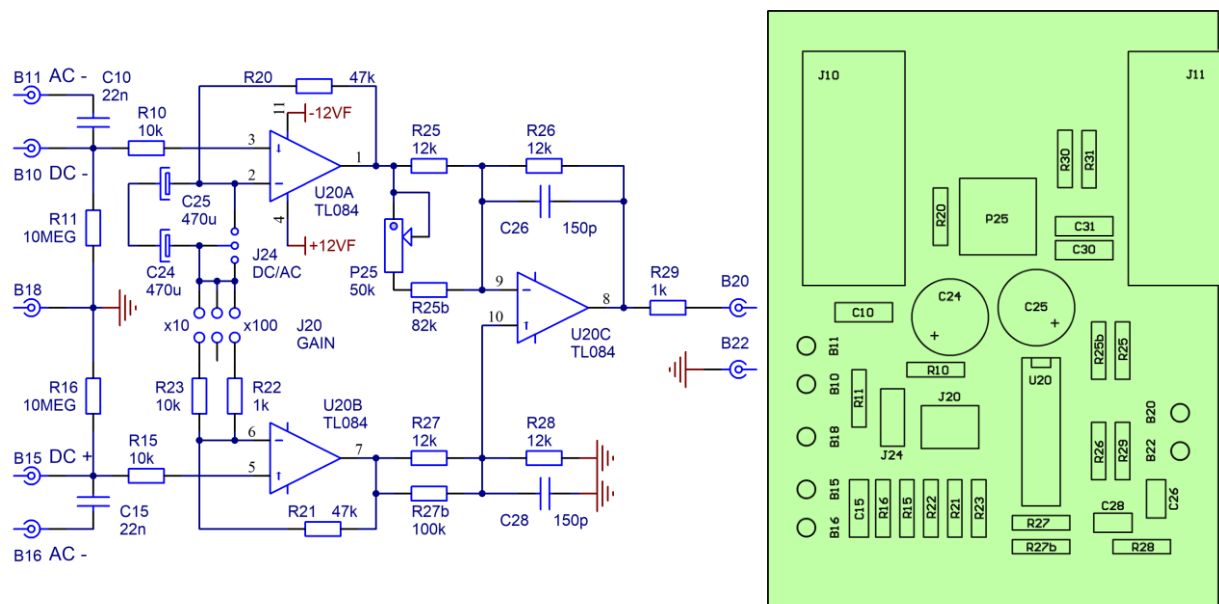 B11 AC -
C10
22n
R10
10k
B10 DC -
R11
10MEG
B18
R16
10MEG
B15 DC +
R15
10k
C15
22n
B16 AC -
R20
47k
11
-12VF
3
2
1
4
+12VF
U20A
TL084
C25
470u
C24
470u
J24
DC/AC
x10
x100
J20
GAIN
R23
10k
R22
1k
U20B
TL084
6
5
7
R21
47k
R25
12k
R26
12k
C26
150p
P25
50k
R25b
82k
9
10
8
U20C
TL084
R29
1k
B20
B22
R27
12k
R28
12k
R27b
100k
C28
150p
J10
J11
R30
R31
R20
P25
C31
C30
C24
+
C25
+
C10
B11
R10
B10
R11
J20
U20
R25b
R25
B18
J24
R26
R29
B20
B22
B15
B16
C15
R16
R15
R22
R21
R23
R27
R27b
C28
C26
R28